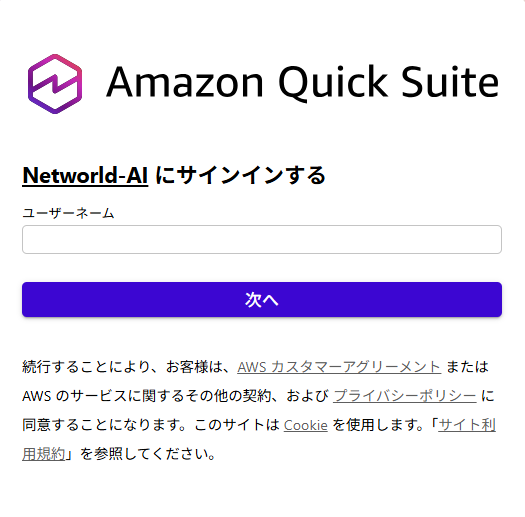 Amazon Quick Suite
Networld-AI にサインインする
ユーザーネーム
次へ
続行することにより、お客様は、AWS カスタマーアグリーメント または
AWS のサービスに関するその他の契約、および プライバシーポリシー に
同意することになります。このサイトは Cookie を使用します。「サイト利
用規約」を参照してください。